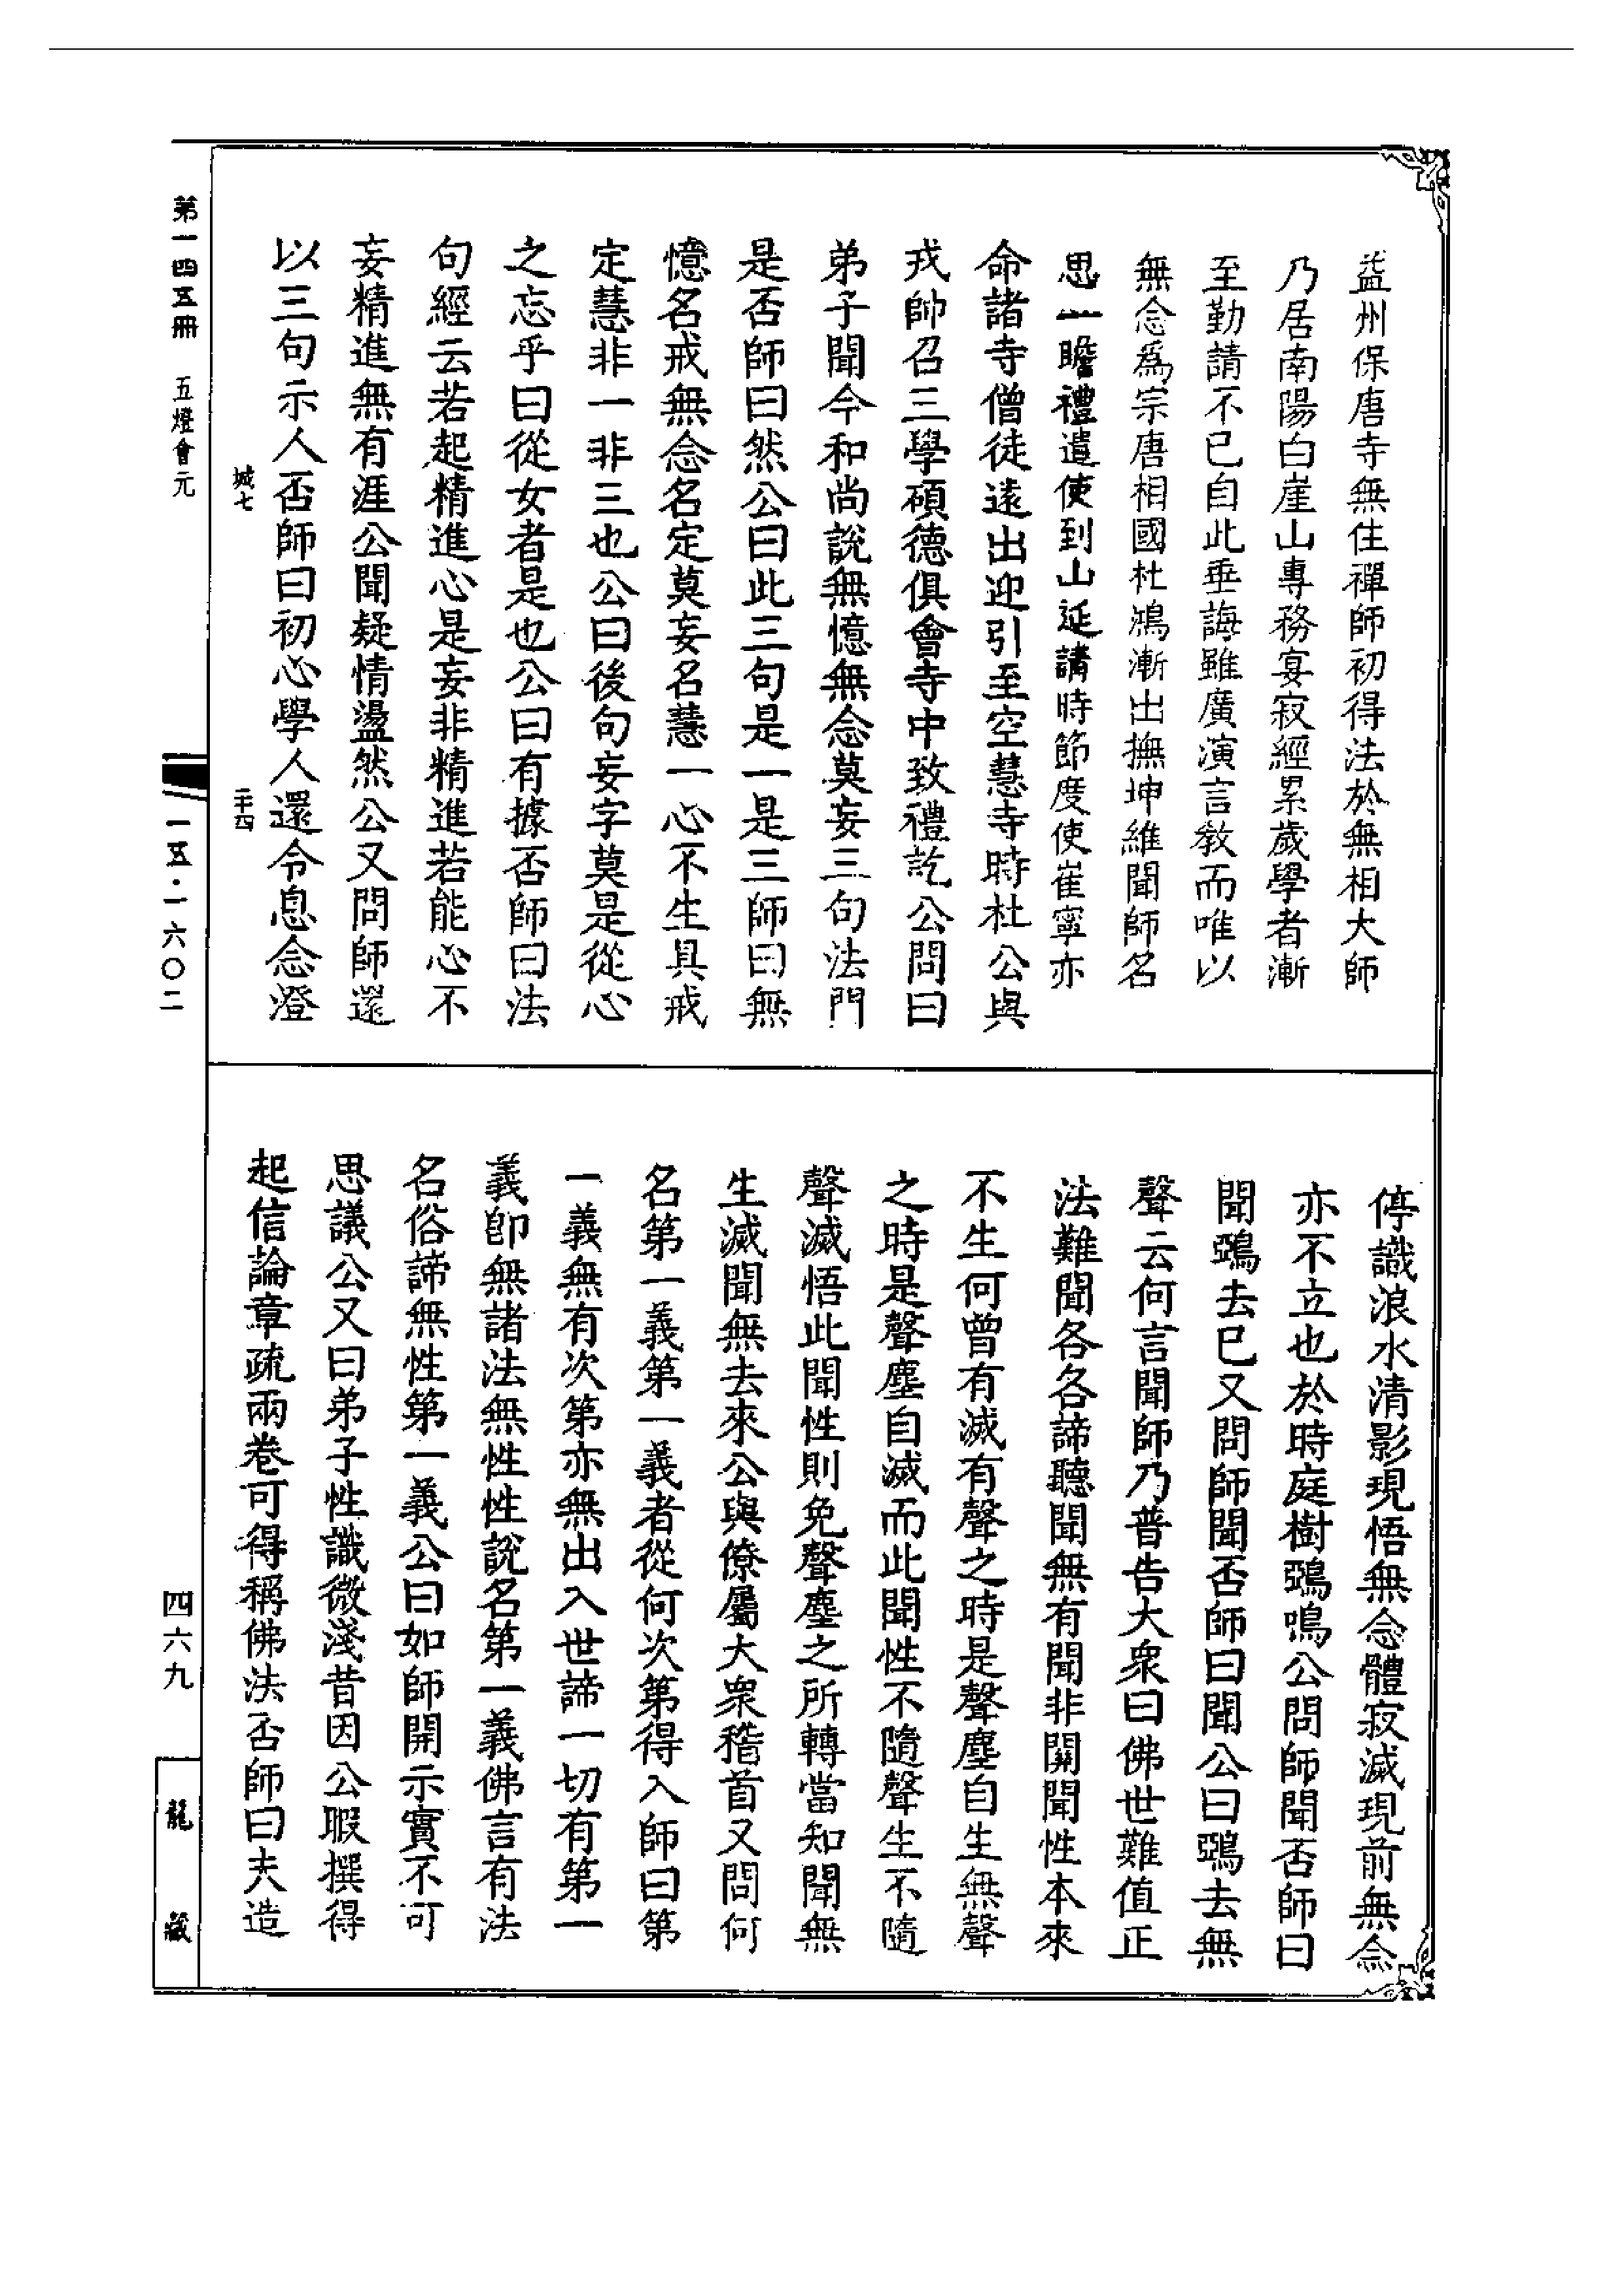 益州保唐寺無住禪師初得法於無相大師
乃居南陽白崖山專務宴寂經累歲學者漸
至勤請不已自此垂誨雖廣演言教而唯以
無念爲宗唐相國杜鴻漸出撫坤維聞師名
思一瞻禮遣使到山延請時節度使崔寧亦
命諸寺僧徒遠出迎引至空慧寺時杜公與
戎帥召三學碩德俱會寺中致禮訖公問曰
弟子聞今和尚說無憶無念莫妄三句法門
是否師曰然公曰此三句是一是三師曰無
憶名戒無念名定莫妄名慧一心不生具戒
定慧非一非三也公曰後句妄字莫是從心
之忘乎曰從女者是也公曰有據否師曰法
句經云若起精進心是妄非精進若能心不
妄精進無有涯公聞疑情盪然公又問師還
以三句示人否師曰初心學人還令息念澄
停識浪水清影現悟無念體寂滅現前無念
亦不立也於時庭樹鵶鳴公問師聞否師曰
聞鵶去已又問師聞否師曰聞公曰鵶去無
聲云何言聞師乃普告大衆曰佛世難值正
法難聞各各諦聽聞無有聞非關聞性本來
不生何曾有滅有聲之時是聲塵自生無聲
之時是聲塵自滅而此聞性不隨聲生不隨
聲滅悟此聞性則免聲塵之所轉當知聞無
生滅聞無去來公與僚屬大衆稽首又問何
名第一義第一義者從何次第得入師曰第
一義無有次第亦無出入世諦一切有第一
義卽無諸法無性性說名第一義佛言有法
名俗諦無性第一義公曰如師開示實不可
思議公又曰弟子性識微淺昔因公暇撰得
起信論章疏兩卷可得稱佛法否師曰夫造
城七
二十四
第一四五冊 五燈會元
一五·一六〇二
四六九
龍藏